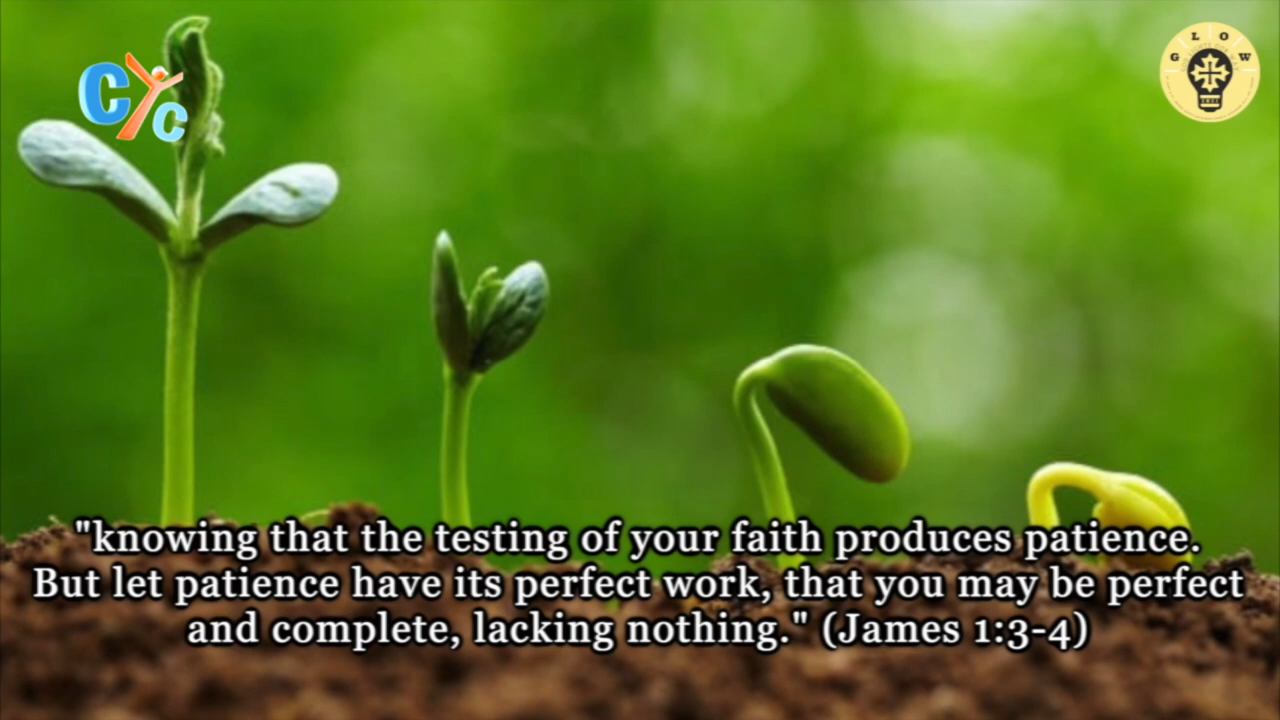 CYC
G L O W
"knowing that the testing of your faith produces patience.
But let patience have its perfect work, that you may be perfect
and complete, lacking nothing." (James 1:3-4)